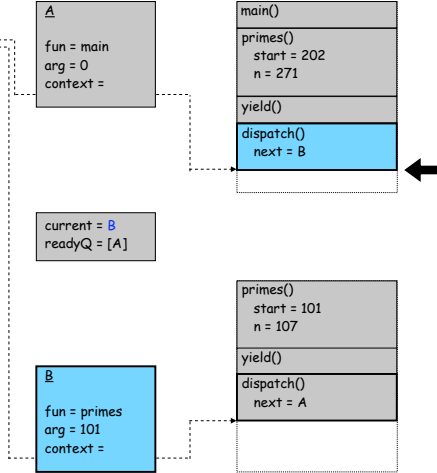 A
fun = main
arg = 0
context =
main()
primes()
start = 202
n = 271
yield()
dispatch()
next = B
current = B
readyQ = [A]
primes()
start = 101
n = 107
yield()
dispatch()
next = A
B
fun = primes
arg = 101
context =